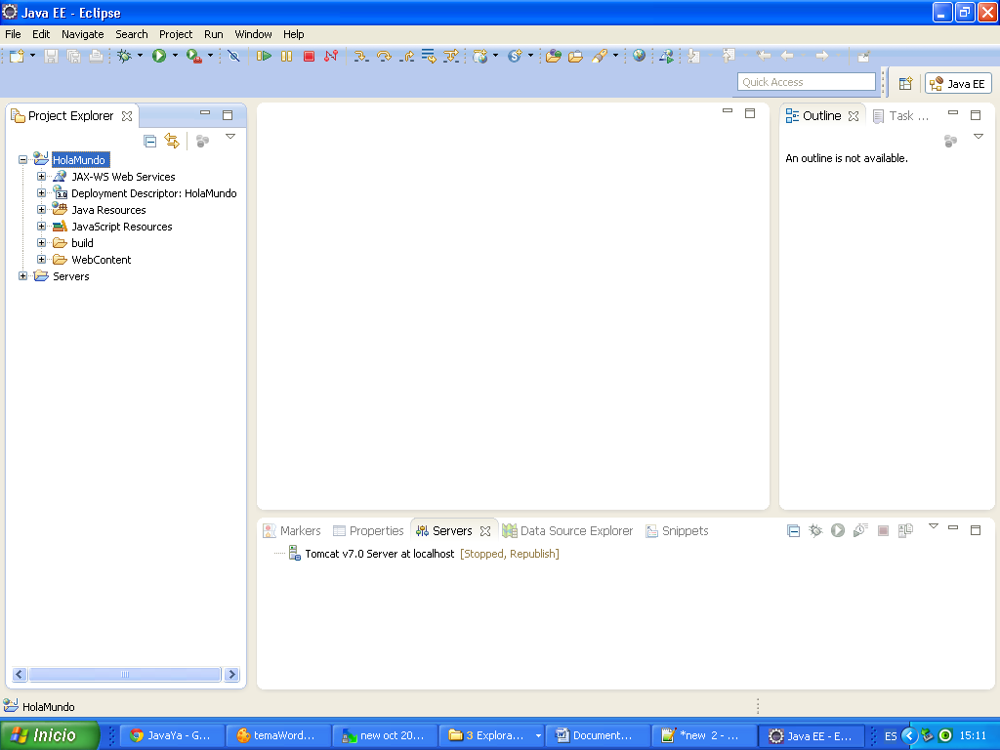 Java EE - Eclipse
File Edit Navigate Search Project Run Window Help
Quick Access
Java EE
Project Explorer
HolaMundo
JAX-WS Web Services
3.0 Deployment Descriptor: HolaMundo
Java Resources
JavaScript Resources
build
WebContent
Servers
Outline Task ...
An outline is not available.
Markers Properties Servers Data Source Explorer Snippets
Tomcat v7.0 Server at localhost [Stopped, Republish]
HolaMundo
Inicio JavaYa - G... temaWord... new oct 20... 3 Explora... Document... *new 2 - ... Java EE - E... ES 15:11